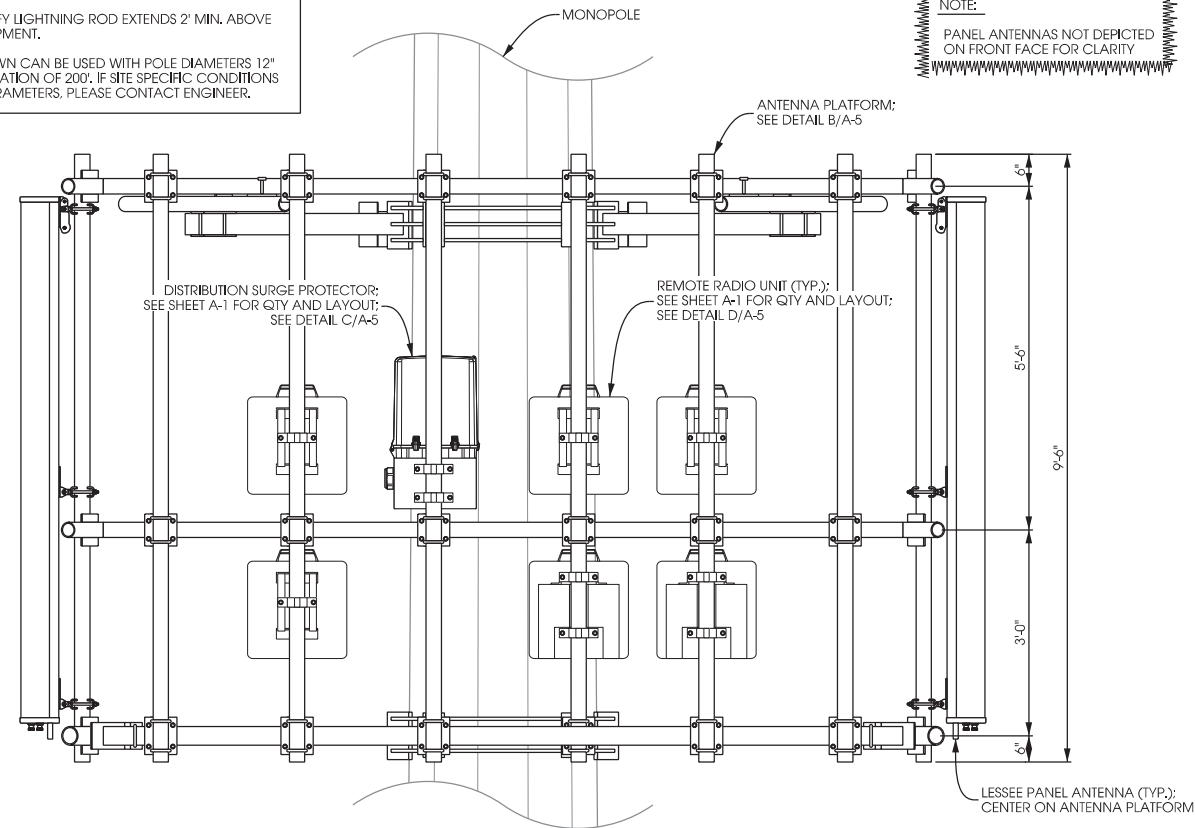 LIGHTNING ROD EXTENDS 2' MIN. ABOVE
CAN BE USED WITH POLE DIAMETERS 12"
OF 200'. IF SITE SPECIFIC CONDITIONS
PLEASE CONTACT ENGINEER.
MONOPOLE
NOTE:
PANEL ANTENNAS NOT DEPICTED
ON FRONT FACE FOR CLARITY
ANTENNA PLATFORM;
SEE DETAIL B/A-5
6"
DISTRIBUTION SURGE PROTECTOR;
SEE SHEET A-1 FOR QTY AND LAYOUT;
SEE DETAIL C/A-5
REMOTE RADIO UNIT (TYP.);
SEE SHEET A-1 FOR QTY AND LAYOUT;
SEE DETAIL D/A-5
5'-6"
9'-6"
3'-0"
6"
LESSEE PANEL ANTENNA (TYP.);
CENTER ON ANTENNA PLATFORM